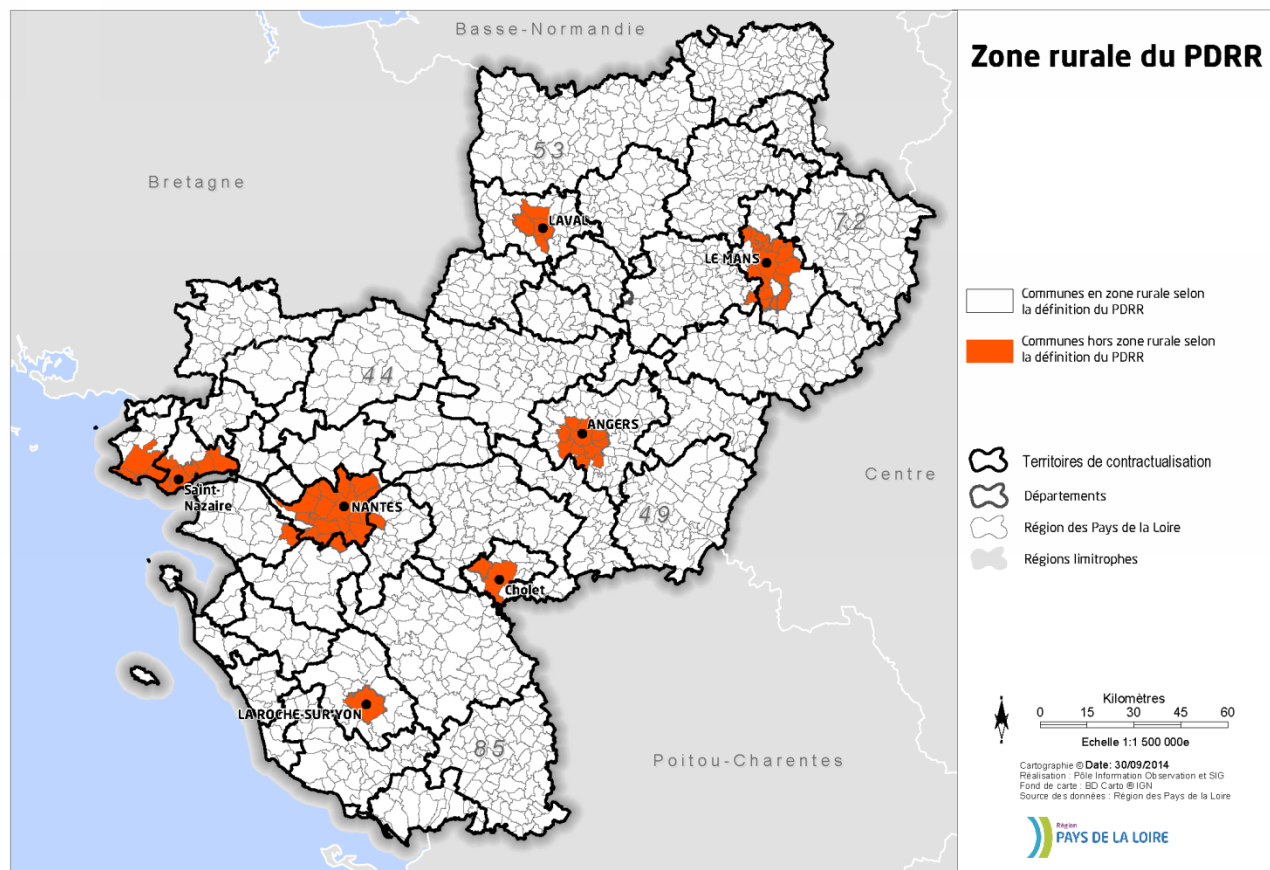 Zone rurale du PDRR
Basse-Normandie
Bretagne
53
72
LAVAL
LE MANS
44
ANGERS
Centre
Saint-
Nazaire
NANTES
49
Cholet
LA ROCHE-SUR-YON
85
Poitou-Charentes
Communes en zone rurale selon
la définition du PDRR
Communes hors zone rurale selon
la définition du PDRR
Territoires de contractualisation
Départements
Région des Pays de la Loire
Régions limitrophes
Kilomètres
0 15 30 45 60
Echelle 1:1 500 000e
Cartographie © Date: 30/09/2014
Réalisation : Pôle Information Observation et SIG
Fond de carte : BD Carto ® IGN
Source des données : Région des Pays de la Loire
Région
PAYS DE LA LOIRE